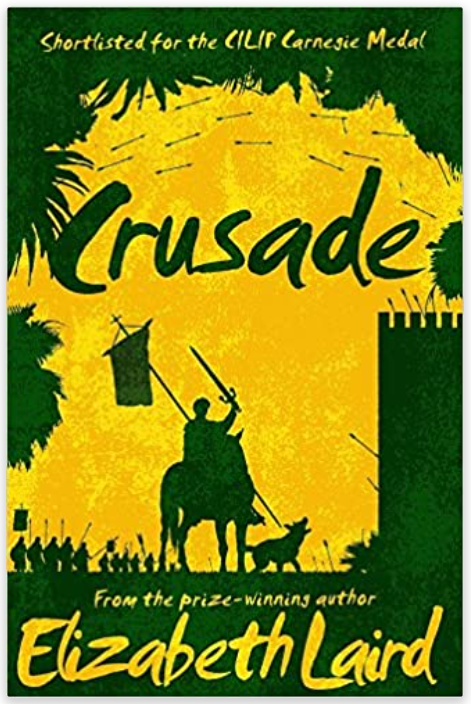 Shortlisted for the CILIP Carnegie Medal
Crusade
From the prize-winning author
Elizabeth Laird